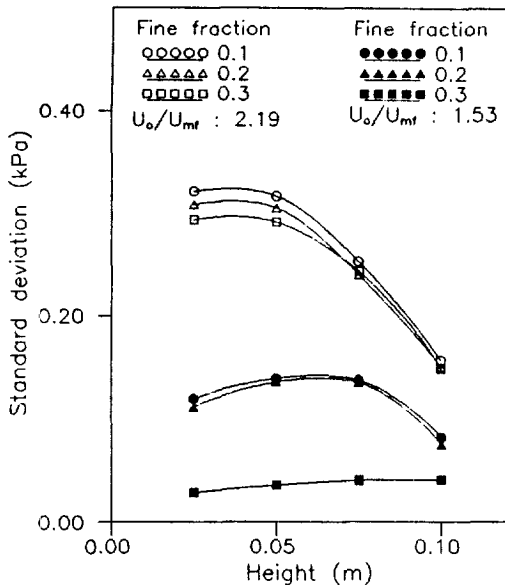 Fine fraction Fine fraction
0.1 0.1
0.2 0.2
0.3 0.3
Uₒ/Uₘf : 2.19 Uₒ/Uₘf : 1.53
0.40
0.20
0.00
Standard deviation (kPa)
0.00 0.05 0.10
Height (m)